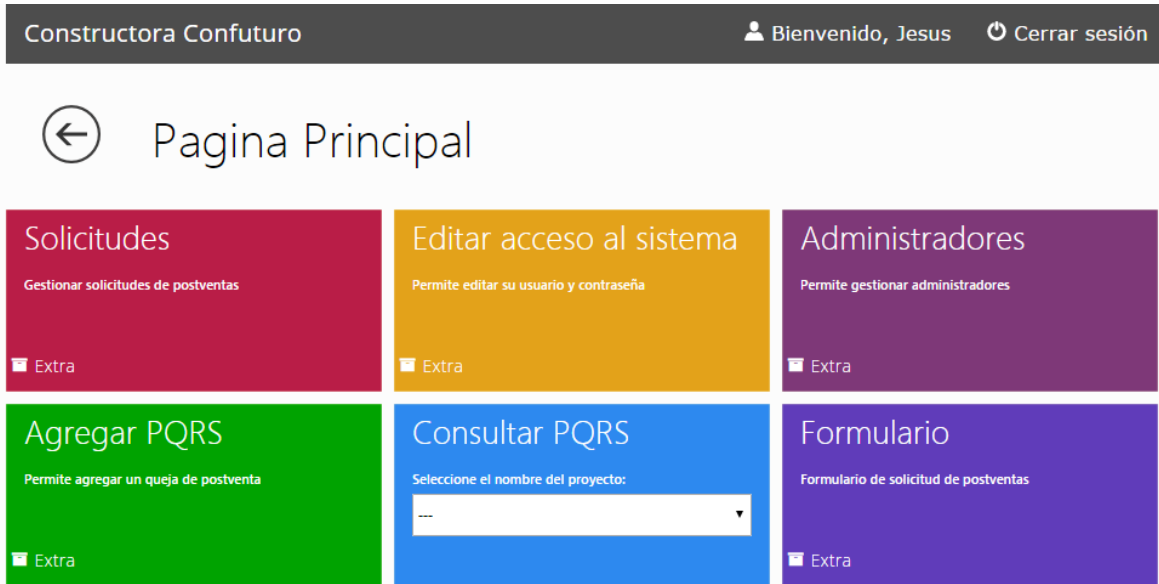 Constructora Confuturo
Bienvenido, Jesus
Cerrar sesión
Pagina Principal
Solicitudes
Gestionar solicitudes de postventas
Extra
Editar acceso al sistema
Permite editar su usuario y contraseña
Extra
Administradores
Permite gestionar administradores
Extra
Agregar PQRS
Permite agregar un queja de postventa
Extra
Consultar PQRS
Seleccione el nombre del proyecto:
---
Formulario
Formulario de solicitud de postventas
Extra